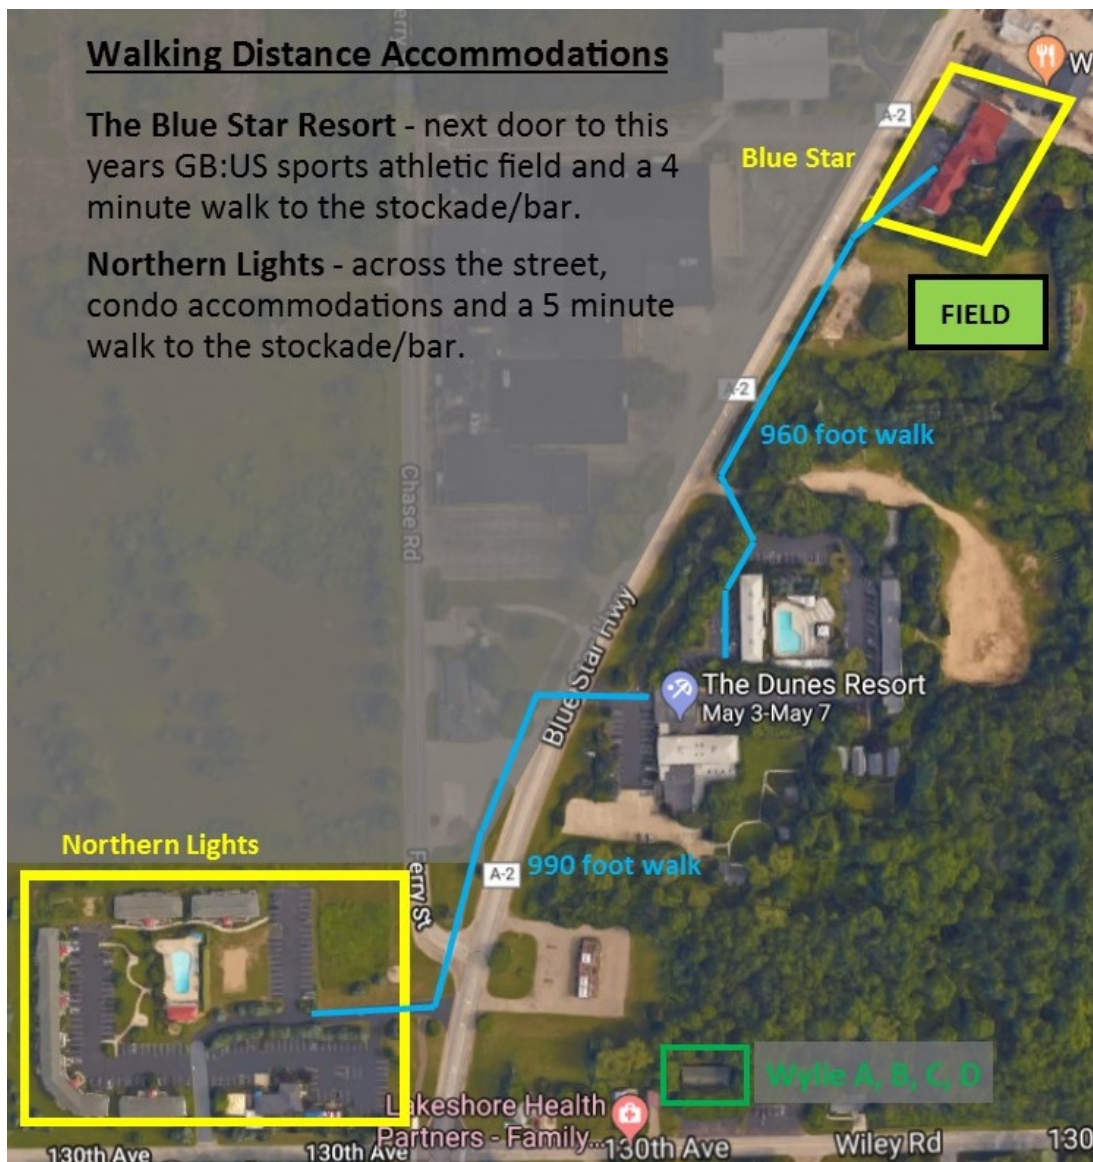 Walking Distance Accommodations
The Blue Star Resort - next door to this
years GB:US sports athletic field and a 4
minute walk to the stockade/bar.
Northern Lights - across the street,
condo accommodations and a 5 minute
walk to the stockade/bar.
erry
W
A-2
Blue Star
FIELD
A-2
960 foot walk
Chase Rd
Blue Star Hwy
The Dunes Resort
May 3-May 7
Northern Lights
A-2
990 foot walk
Ferry St
Wylie A, B, C, D
Lakeshore Health
Partners - Family...
130th Ave
130th Ave
130th Ave
Wiley Rd
130